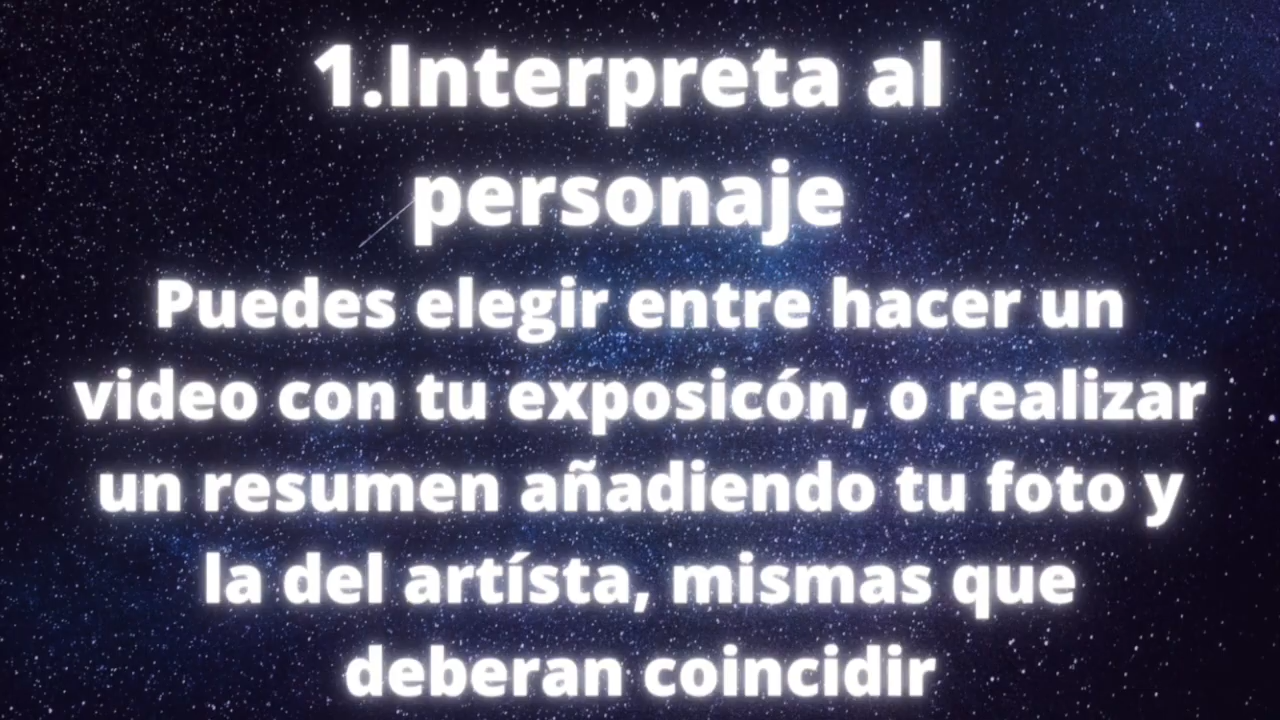 1.Interpreta al
personaje
Puedes elegir entre hacer un
video con tu exposicón, o realizar
un resumen añadiendo tu foto y
la del artísta, mismas que
deberan coincidir